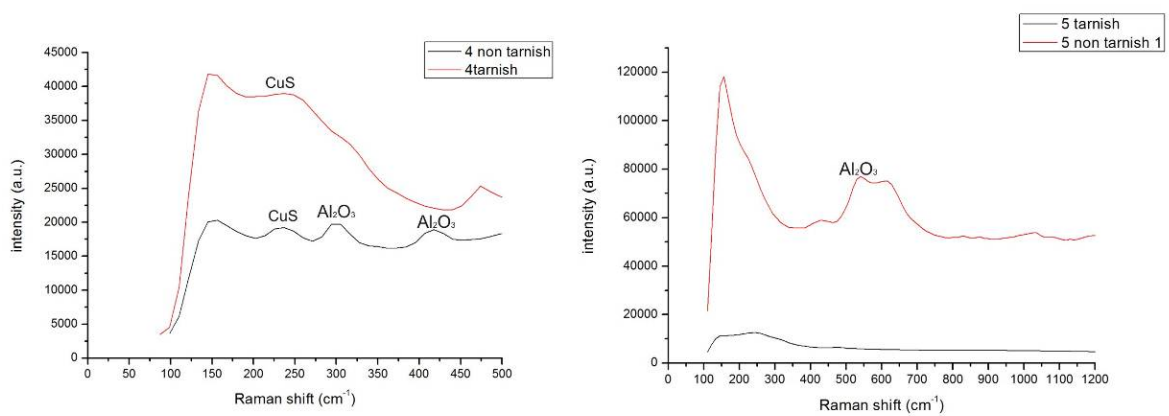 4 non tarnish
4tarnish
CuS
CuS
Al₂O₃
Al₂O₃
45000
40000
35000
30000
25000
20000
15000
10000
5000
0
intensity (a.u.)
0 50 100 150 200 250 300 350 400 450 500
Raman shift (cm⁻¹)
5 tarnish
5 non tarnish 1
Al₂O₃
120000
100000
80000
60000
40000
20000
0
intensity (a.u.)
0 100 200 300 400 500 600 700 800 900 1000 1100 1200
Raman shift (cm⁻¹)